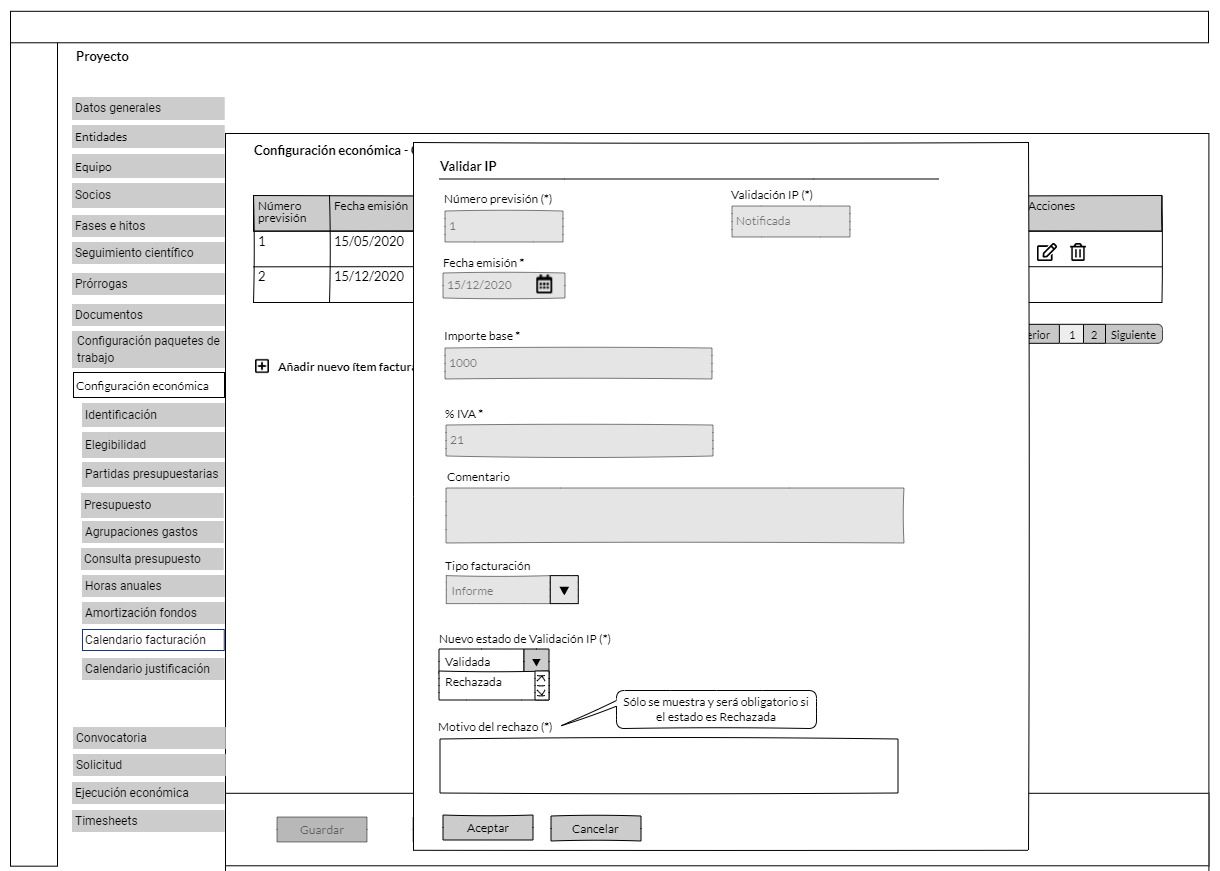 Proyecto
Datos generales
Entidades
Equipo
Socios
Fases e hitos
Seguimiento científico
Prórrogas
Documentos
Configuración paquetes de
trabajo
Configuración económica
Identificación
Elegibilidad
Partidas presupuestarias
Presupuesto
Agrupaciones gastos
Consulta presupuesto
Horas anuales
Amortización fondos
Calendario facturación
Calendario justificación
Convocatoria
Solicitud
Ejecución económica
Timesheets
Configuración económica -
Número
previsión
Fecha emisión
Acciones
1
15/05/2020
2
15/12/2020
1
2
Siguiente
Añadir nuevo ítem
Guardar
Validar IP
Número previsión (*)
1
Validación IP (*)
Notificada
Fecha emisión *
15/12/2020
Importe base *
1000
% IVA *
21
Comentario
Tipo facturación
Informe
Nuevo estado de Validación IP (*)
Validada
Rechazada
Sólo se muestra y será obligatorio si
el estado es Rechazada
Motivo del rechazo (*)
Aceptar
Cancelar